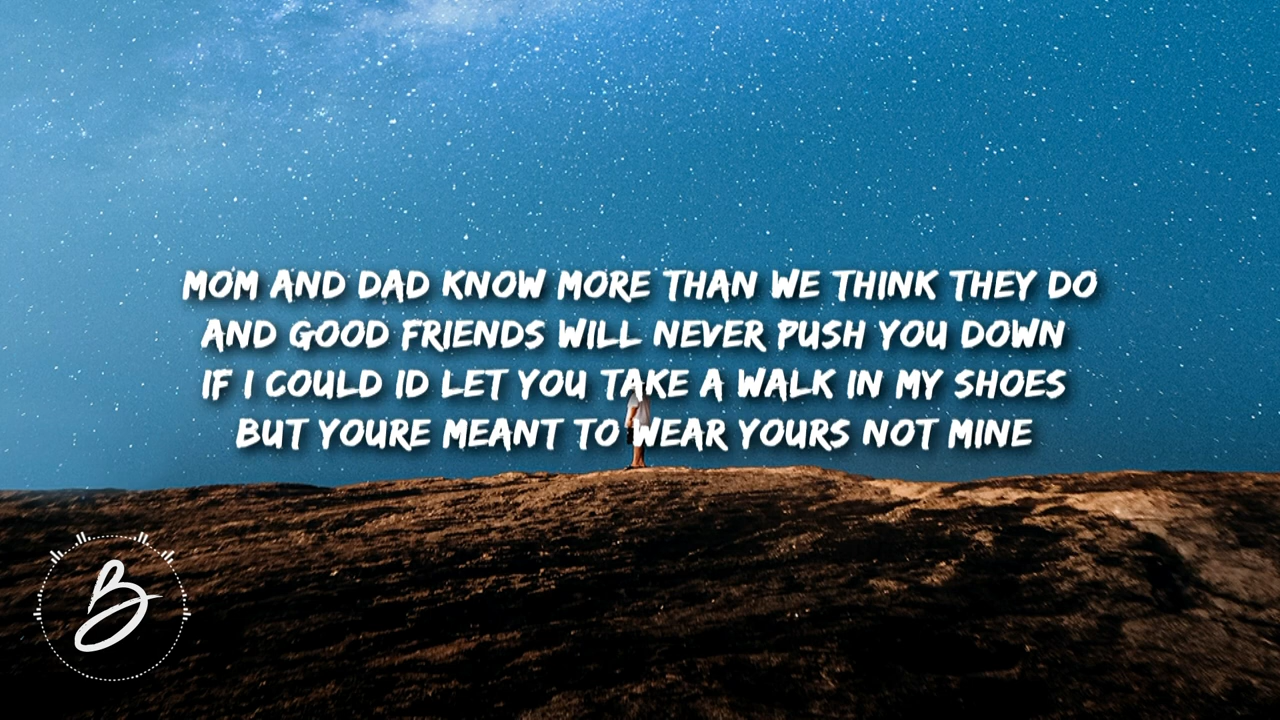 MOM AND DAD KNOW MORE THAN WE THINK THEY DO
AND GOOD FRIENDS WILL NEVER PUSH YOU DOWN
IF I COULD ID LET YOU TAKE A WALK IN MY SHOES
BUT YOURE MEANT TO WEAR YOURS NOT MINE
B